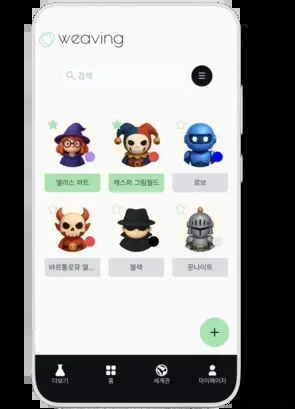 weaving
검색
앨리스 하트
재스퍼 그림월드
로보
바르톨로뮤 엘...
블랙
문나이트
더보기
홈
세계관
마이페이지